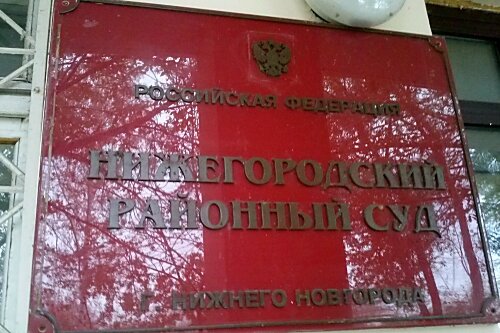 РОССИЙСКАЯ ФЕДЕРАЦИЯ
НИЖЕГОРОДСКИЙ
РАЙОННЫЙ СУД
Г. НИЖНЕГО НОВГОРОДА